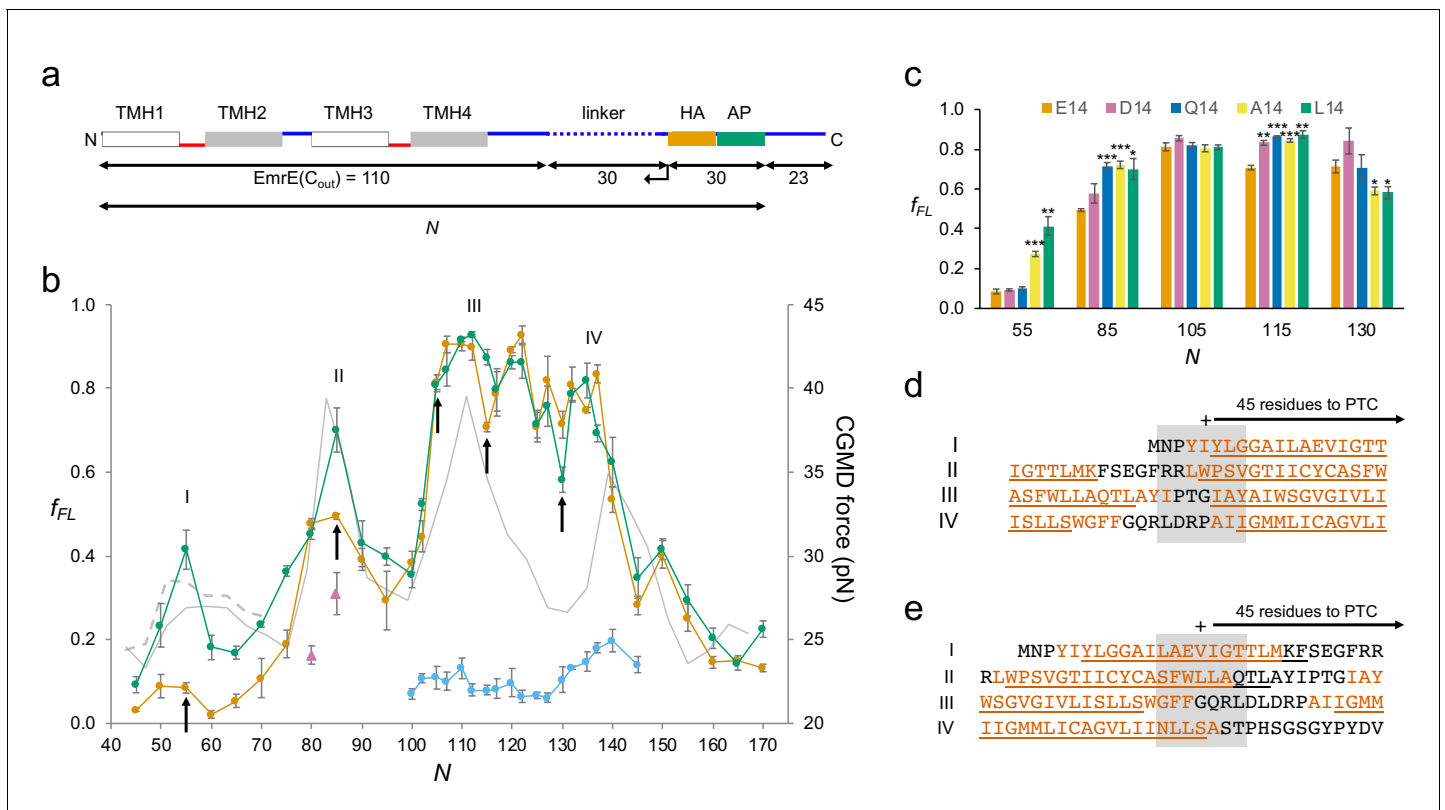 a
TMH1 TMH2 TMH3 TMH4 linker HA AP
N C
EmrE(Cout) = 110 30 30 23
N
b
1.0 0.8 0.6 0.4 0.2 0.0
fFL
I II III IV
45 40 35 30 25 20
CGMD force (pN)
40 50 60 70 80 90 100 110 120 130 140 150 160 170
N
c
E14 D14 Q14 A14 L14
1.0 0.8 0.6 0.4 0.2 0.0
fFL
*** ** *** *** * ** *** *** ** * *
55 85 105 115 130
N
d
45 residues to PTC
+
I MNPYIYLGGAILAEVIGTT
II IGTTLMKFSEGFRRLWPSVGTIICYCASFW
III ASFWLLAQTLAYIPTGIAYAIWSGVGIVLI
IV ISLLSWGFFGQRLDRPAIIGMMLICAGVLI
e
45 residues to PTC
+
I MNPYIYLGGAILAEVIGTTLMKFSEGFRR
II RLWPSVGTIICYCASFWLLAQTLAYIPTGIAY
III WSGVGIVLISLLSWGFFGQRLDLDRPAIIGMM
IV IIGMMLICAGVLIINLLSASTPHSGSGYPYDV